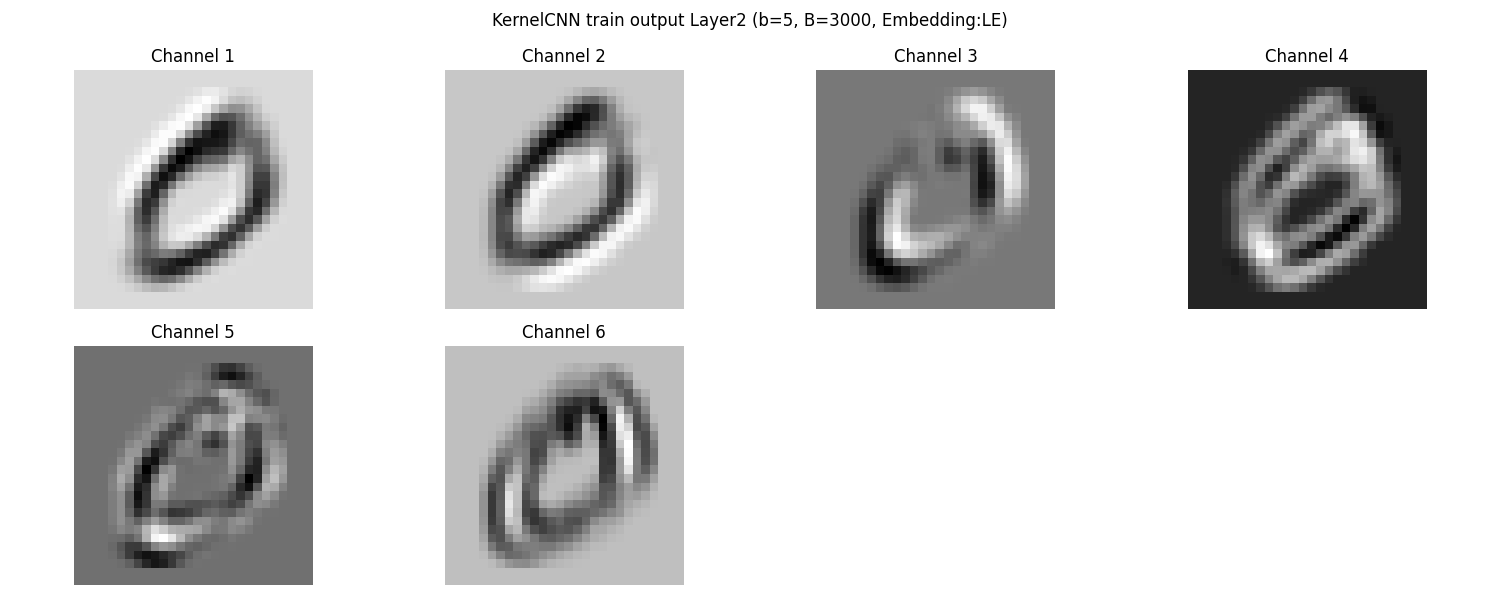 KernelCNN train output Layer2 (b=5, B=3000, Embedding:LE)
Channel 1
Channel 2
Channel 3
Channel 4
Channel 5
Channel 6